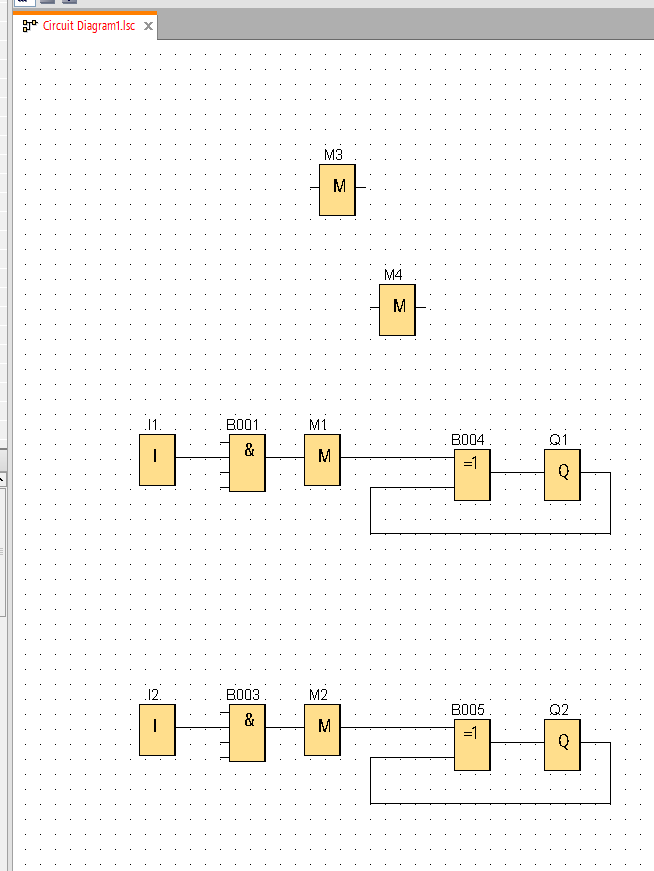 Circuit Diagram1.lsc
M3
M
M4
M
I1 B001 M1 B004 Q1
I & M =1 Q
I2 B003 M2 B005 Q2
I & M =1 Q